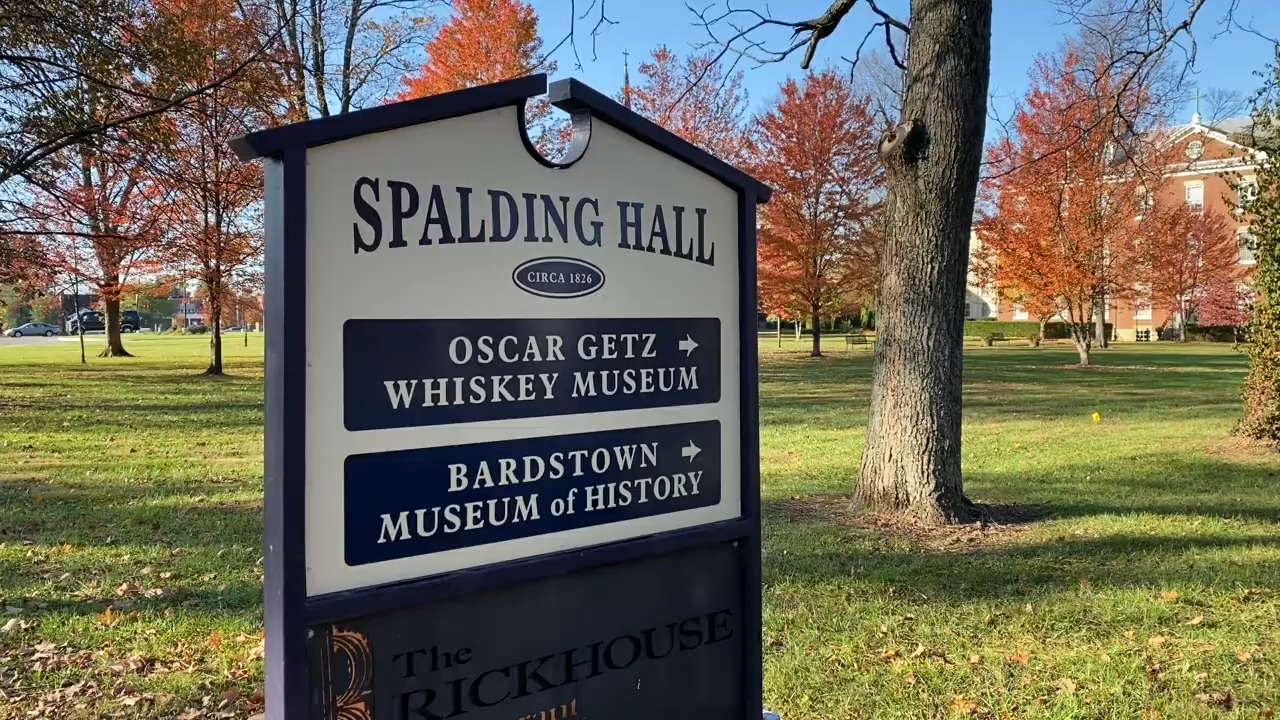 SPALDING HALL
CIRCA 1826
OSCAR GETZ →
WHISKEY MUSEUM
BARDSTOWN →
MUSEUM of HISTORY
The
RICKHOUSE